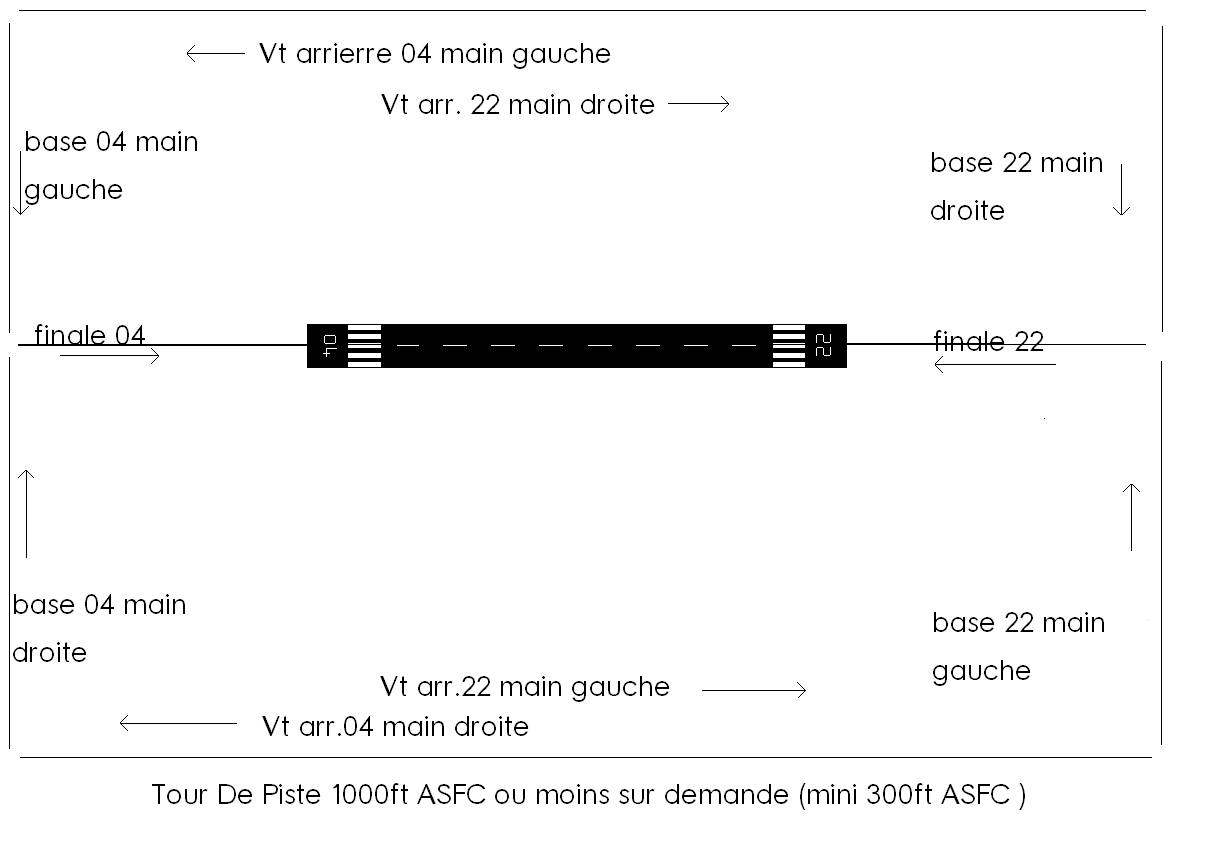 Vt arrierre 04 main gauche
Vt arr. 22 main droite
base 04 main
gauche
base 22 main
droite
finale 04
04
22
finale 22
base 04 main
droite
base 22 main
gauche
Vt arr.22 main gauche
Vt arr.04 main droite
Tour De Piste 1000ft ASFC ou moins sur demande (mini 300ft ASFC )